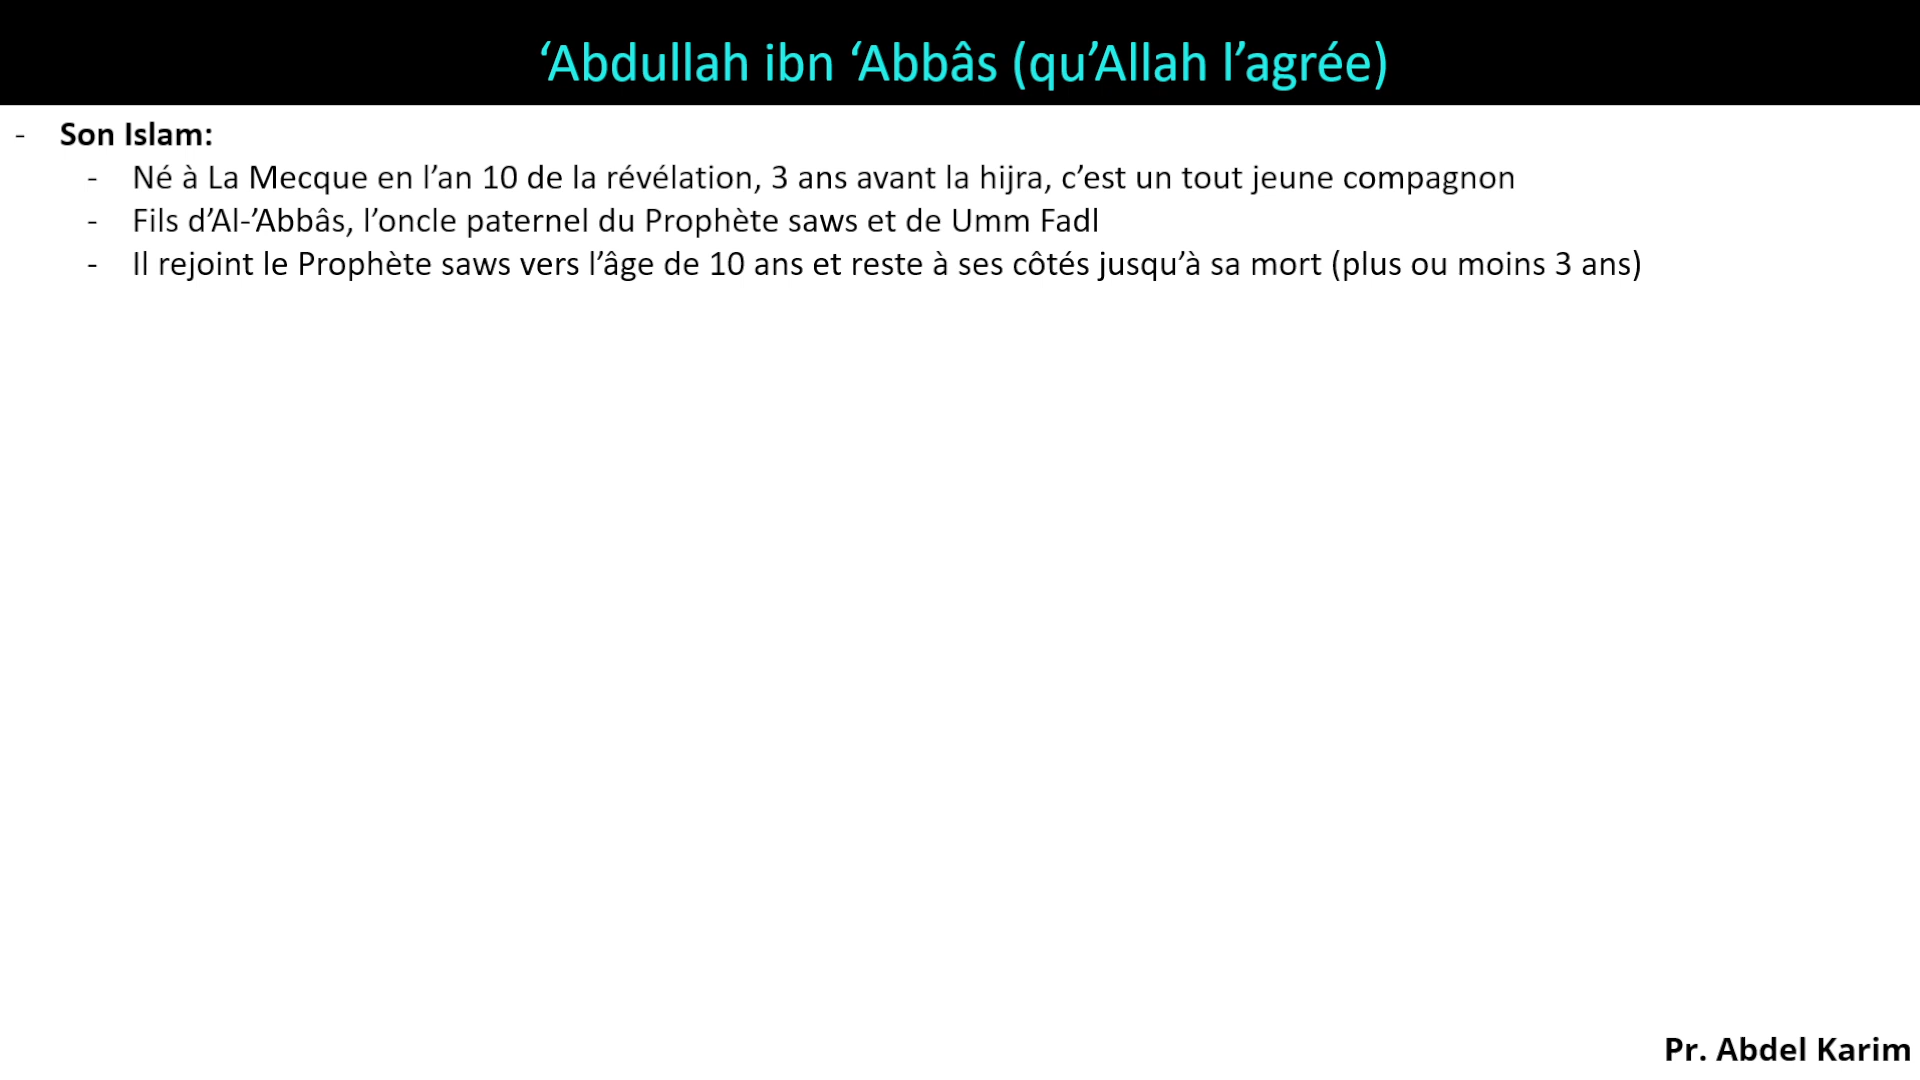 ‘Abdullah ibn ‘Abbâs (qu’Allah l’agrée)
- Son Islam:
- Né à La Mecque en l’an 10 de la révélation, 3 ans avant la hijra, c’est un tout jeune compagnon
- Fils d’Al-’Abbâs, l’oncle paternel du Prophète saws et de Umm Fadl
- Il rejoint le Prophète saws vers l’âge de 10 ans et reste à ses côtés jusqu’à sa mort (plus ou moins 3 ans)
Pr. Abdel Karim